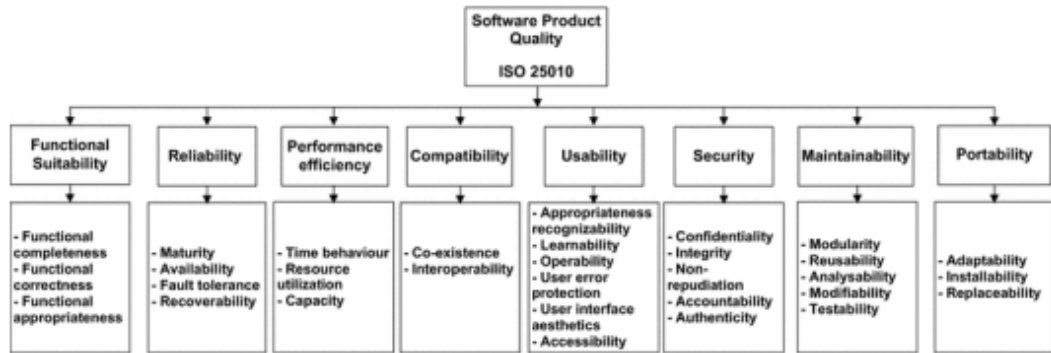 Software Product
Quality
ISO 25010
Functional
Suitability
Reliability
Performance
efficiency
Compatibility
Usability
Security
Maintainability
Portability
- Functional
completeness
- Functional
correctness
- Functional
appropriateness
- Maturity
- Availability
- Fault tolerance
- Recoverability
- Time behaviour
- Resource
utilization
- Capacity
- Co-existence
- Interoperability
- Appropriateness
recognizability
- Learnability
- Operability
- User error
protection
- User interface
aesthetics
- Accessibility
- Confidentiality
- Integrity
- Non-
repudiation
- Accountability
- Authenticity
- Modularity
- Reusability
- Analysability
- Modifiability
- Testability
- Adaptability
- Installability
- Replaceability